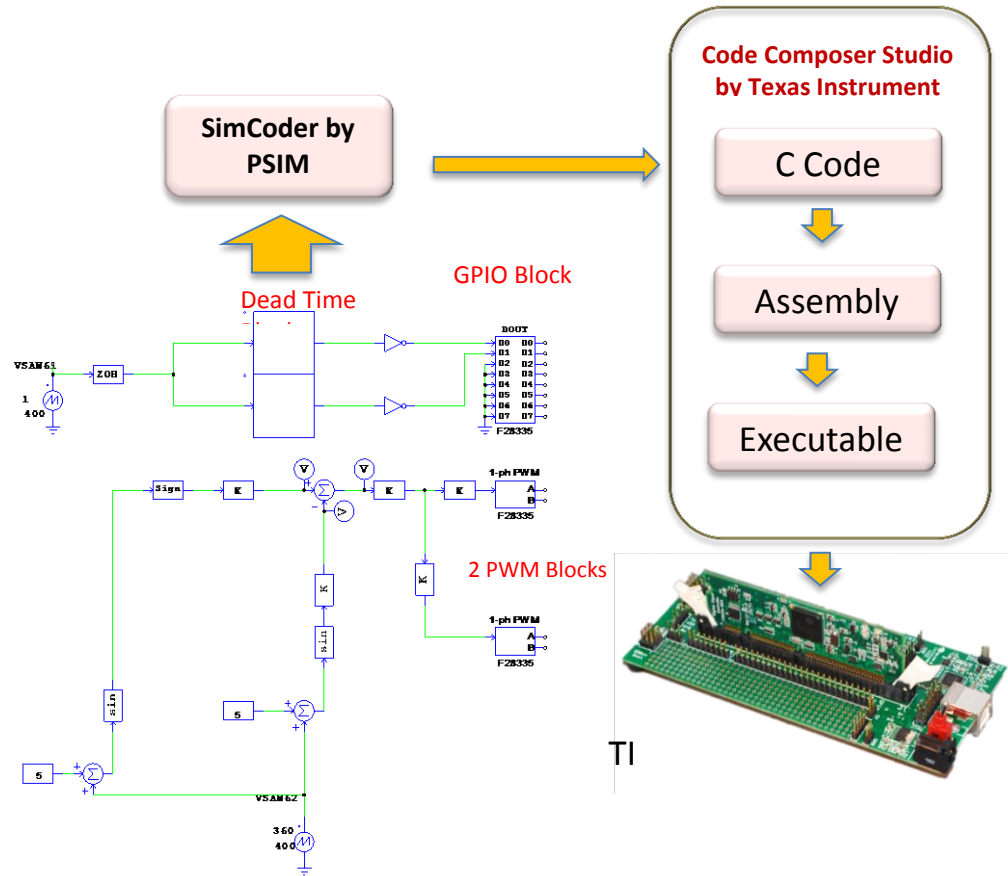 Code Composer Studio
by Texas Instrument
SimCoder by
PSIM
C Code
Assembly
Executable
GPIO Block
Dead Time
DOUT
D0 D0
D1 D1
D2 D2
D3 D3
D4 D4
D5 D5
D6 D6
D7 D7
F28335
VSAW61
ZOH
1
400
V
V
1-ph PWM
Sign
K
Σ
K
K
A
B
F28335
V
2 PWM Blocks
K
K
1-ph PWM
A
B
F28335
sin
sin
5
Σ
5
Σ
VSAW62
360
400
TI